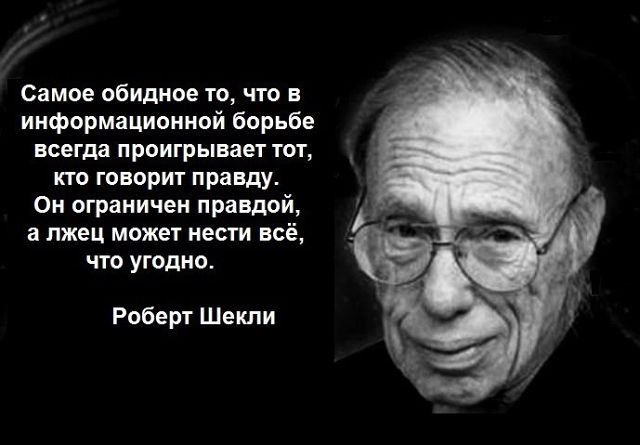 Самое обидное то, что в
информационной борьбе
всегда проигрывает тот,
кто говорит правду.
Он ограничен правдой,
а лжец может нести всё,
что угодно.
Роберт Шекли